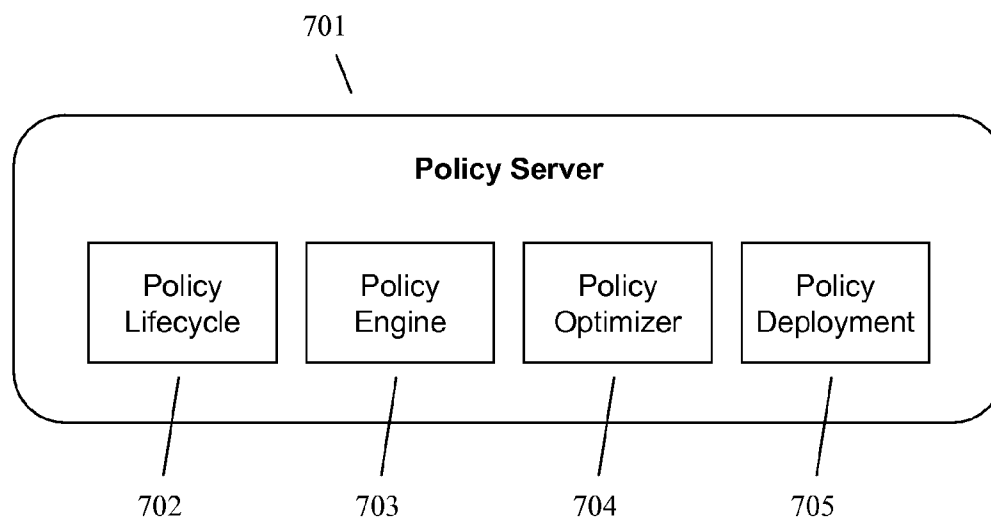 701
Policy Server
Policy
Lifecycle
Policy
Engine
Policy
Optimizer
Policy
Deployment
702
703
704
705